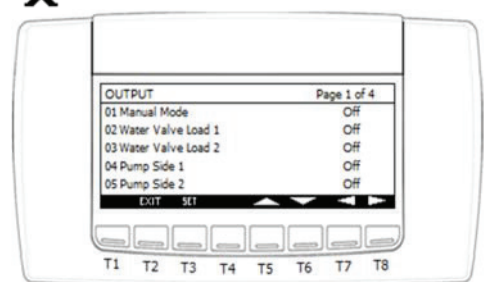 OUTPUT Page 1 of 4
01 Manual Mode Off
02 Water Valve Load 1 Off
03 Water Valve Load 2 Off
04 Pump Side 1 Off
05 Pump Side 2 Off
EXIT SET
T1 T2 T3 T4 T5 T6 T7 T8